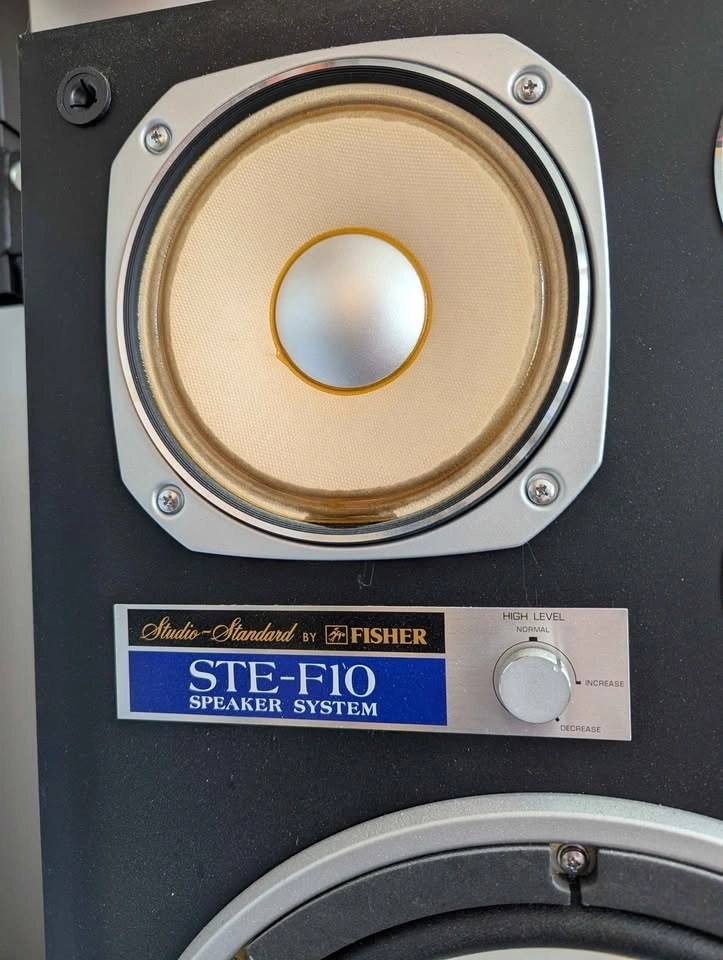 Studio-Standard BY FISHER
STE-F10
SPEAKER SYSTEM
HIGH LEVEL
NORMAL
INCREASE
DECREASE